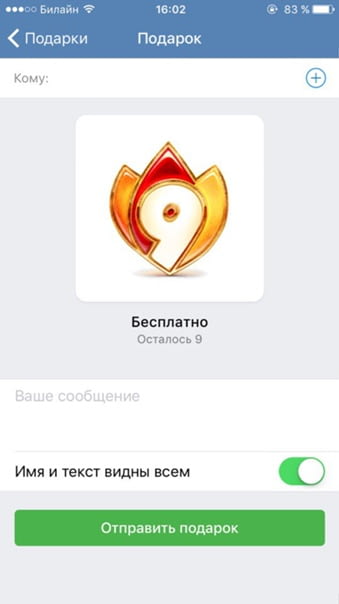 Билайн 16:02 83 %
Подарки Подарок
Кому:
9
Бесплатно
Осталось 9
Ваше сообщение
Имя и текст видны всем
Отправить подарок